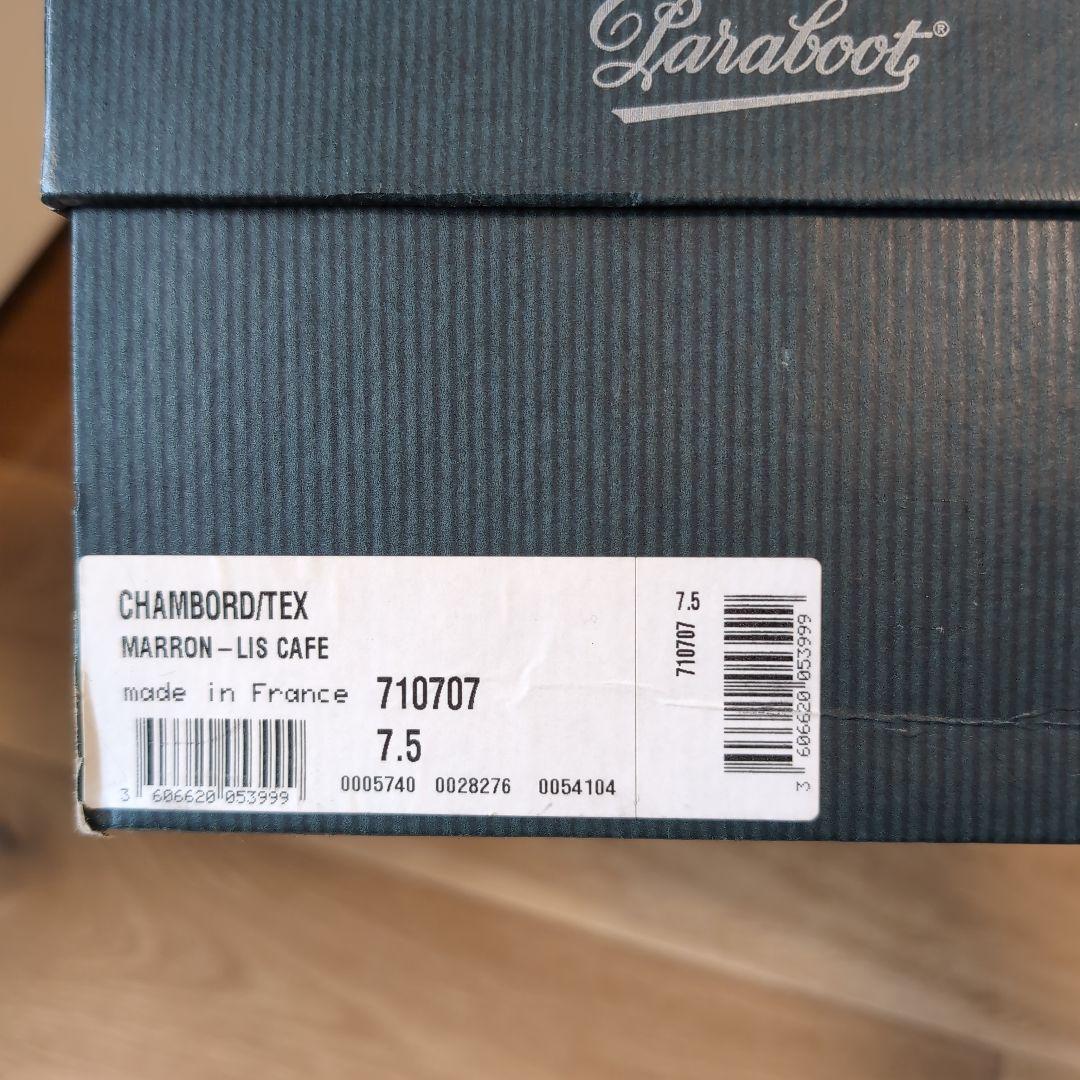 Paraboot®
CHAMBORD/TEX
MARRON–LIS CAFE
made in France 710707
7.5
3 606620 053999
0005740 0028276 0054104
7.5
710707
3 606620 053999